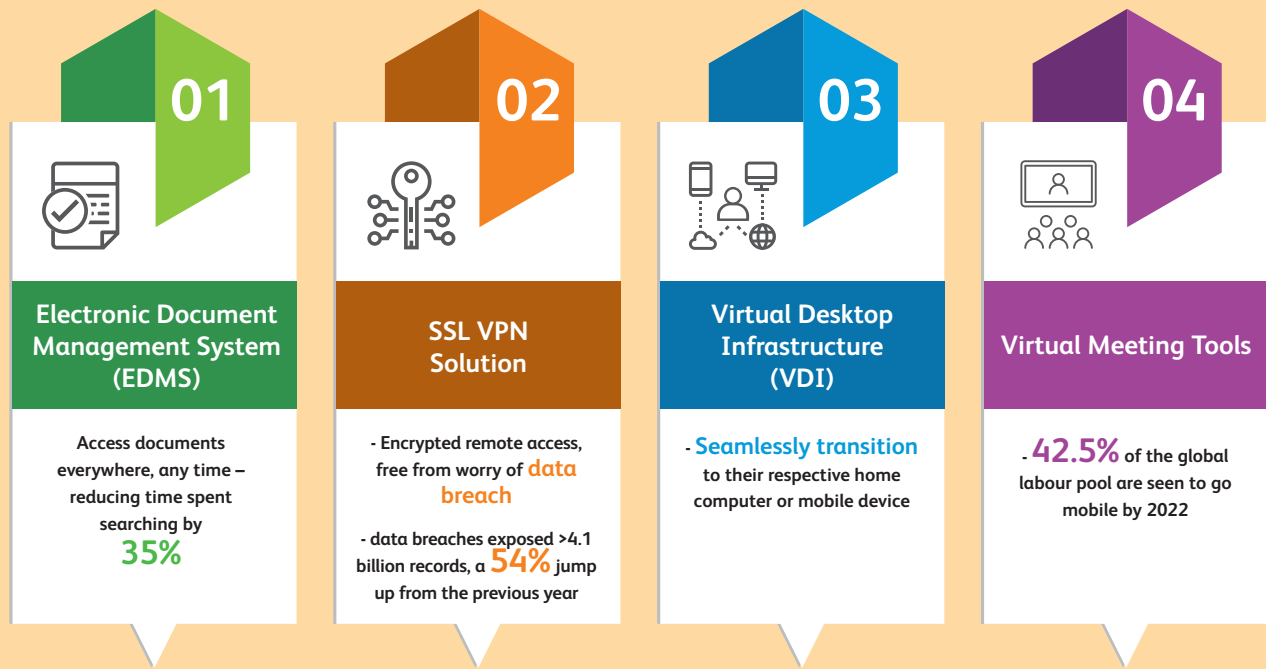 01
Electronic Document
Management System
(EDMS)
Access documents
everywhere, any time –
reducing time spent
searching by
35%
02
SSL VPN
Solution
- Encrypted remote access,
free from worry of data
breach
- data breaches exposed >4.1
billion records, a 54% jump
up from the previous year
03
Virtual Desktop
Infrastructure
(VDI)
- Seamlessly transition
to their respective home
computer or mobile device
04
Virtual Meeting Tools
- 42.5% of the global
labour pool are seen to go
mobile by 2022